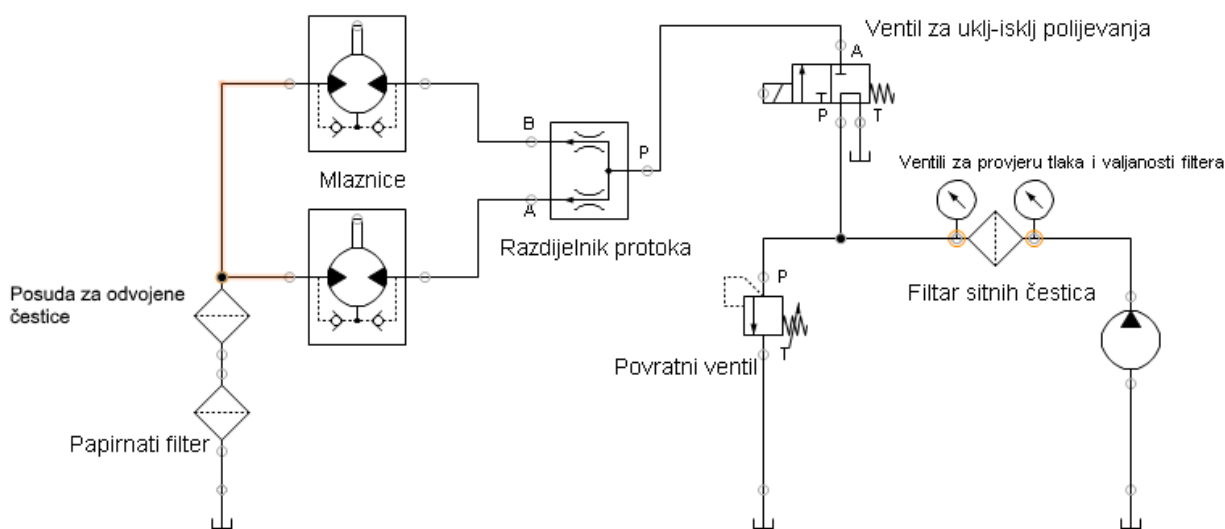 Ventil za uklj-isklj polijevanja
A
P
T
B
P
A
Mlaznice
Razdijelnik protoka
Ventili za provjeru tlaka i valjanosti filtera
Posuda za odvojene
čestice
P
T
Filtar sitnih čestica
Povratni ventil
Papirnati filter